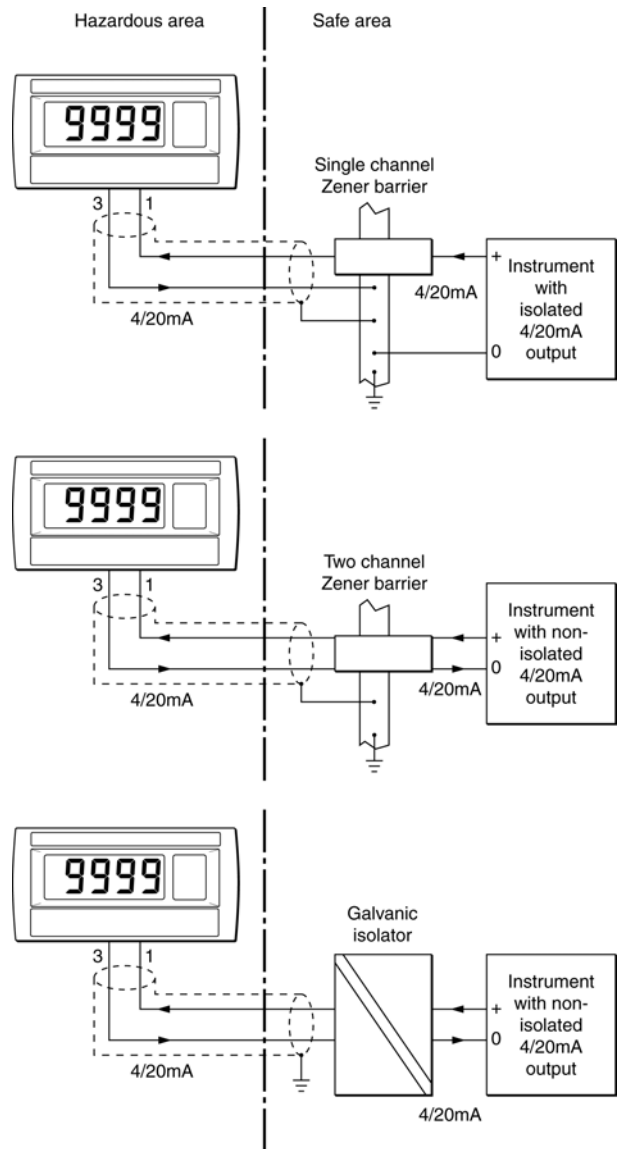 Hazardous area
Safe area
9999
Single channel
Zener barrier
3
1
4/20mA
4/20mA
+
0
Instrument
with
isolated
4/20mA
output
9999
Two channel
Zener barrier
3
1
4/20mA
4/20mA
+
0
Instrument
with non-
isolated
4/20mA
output
9999
Galvanic
isolator
3
1
4/20mA
4/20mA
+
0
Instrument
with non-
isolated
4/20mA
output